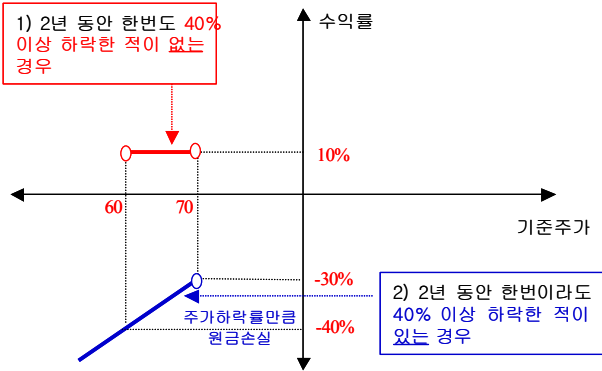 1) 2년 동안 한번도 40%
이상 하락한 적이 없는
경우
수익률
10%
60
70
기준주가
-30%
2) 2년 동안 한번이라도
40% 이상 하락한 적이
있는 경우
주가하락률만큼
원금손실
-40%